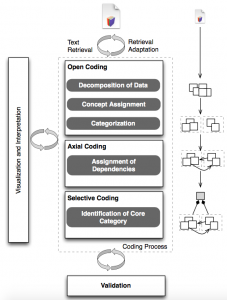 Text
Retrieval
Retrieval
Adaptation
Open Coding
Decomposition of Data
Concept Assignment
Categorization
Axial Coding
Assignment of
Dependencies
Selective Coding
Identification of Core
Category
Coding Process
Validation
Visualization and Interpretation